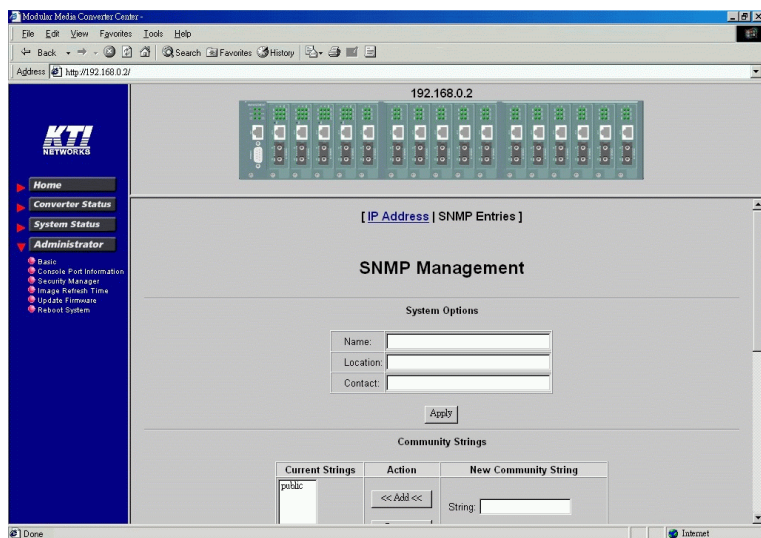 Modular Media Converter Center -
File Edit View Favorites Tools Help
Back Search Favorites History
Address http://192.168.0.2/
192.168.0.2
KTI
NETWORKS
Home
Converter Status
System Status
Administrator
Basic
Console Port Information
Security Manager
Image Refresh Time
Update Firmware
Reboot System
[ IP Address | SNMP Entries ]
SNMP Management
System Options
Name:
Location:
Contact:
Apply
Community Strings
Current Strings Action New Community String
public
<< Add <<
String:
Done
Internet